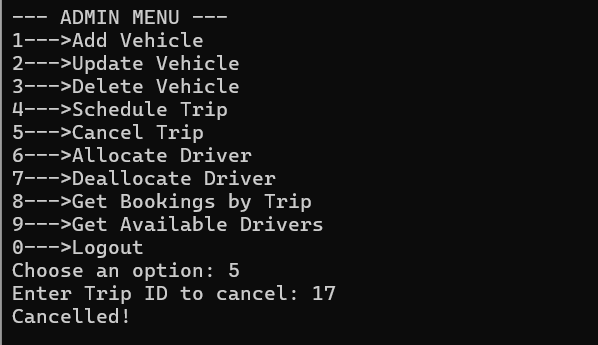 --- ADMIN MENU ---
1--->Add Vehicle
2--->Update Vehicle
3--->Delete Vehicle
4--->Schedule Trip
5--->Cancel Trip
6--->Allocate Driver
7--->Deallocate Driver
8--->Get Bookings by Trip
9--->Get Available Drivers
0--->Logout
Choose an option: 5
Enter Trip ID to cancel: 17
Cancelled!